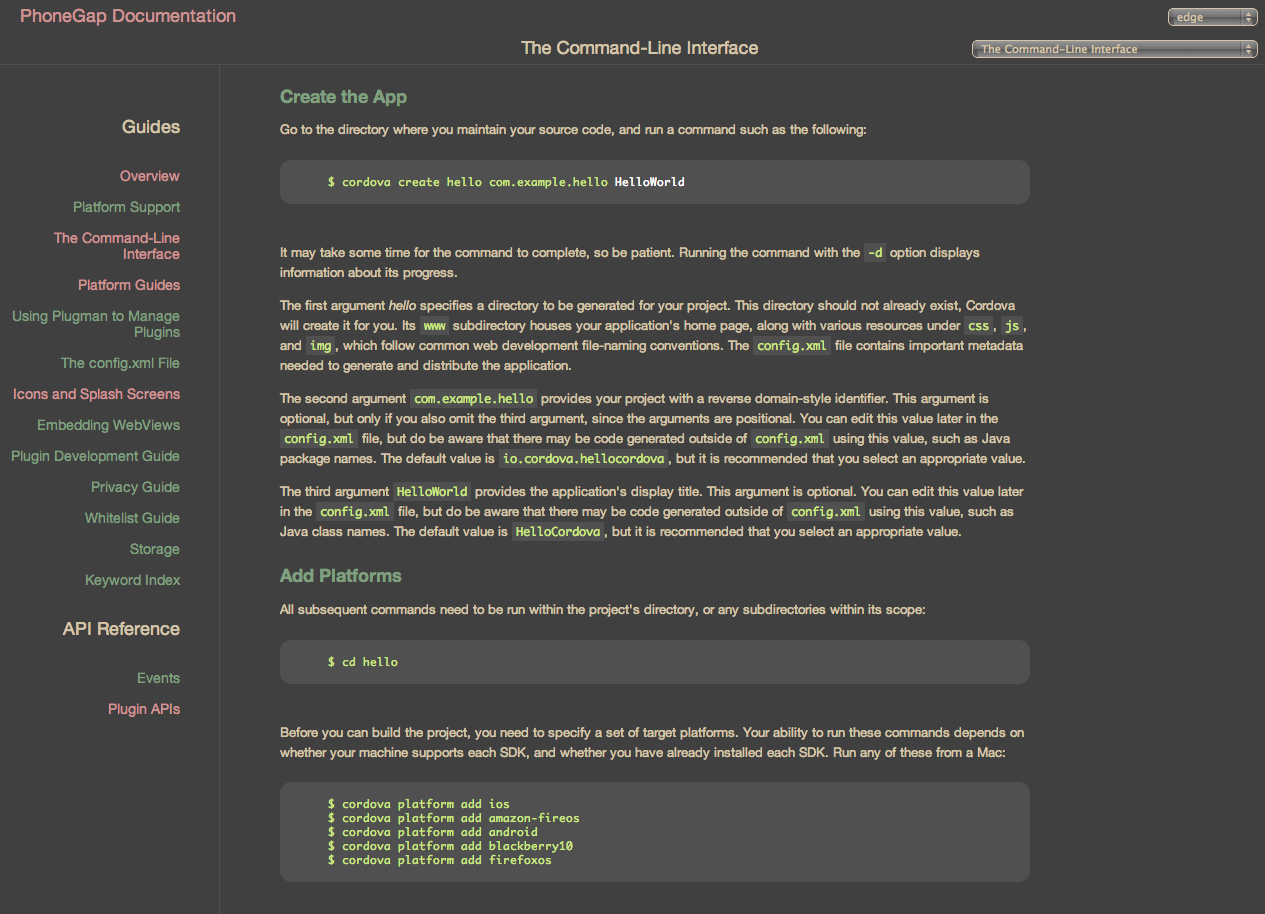 PhoneGap Documentation
edge
The Command-Line Interface
The Command-Line Interface
Guides
Overview
Platform Support
The Command-Line
Interface
Platform Guides
Using Plugman to Manage
Plugins
The config.xml File
Icons and Splash Screens
Embedding WebViews
Plugin Development Guide
Privacy Guide
Whitelist Guide
Storage
Keyword Index
API Reference
Events
Plugin APIs
Create the App
Go to the directory where you maintain your source code, and run a command such as the following:
$ cordova create hello com.example.hello HelloWorld
It may take some time for the command to complete, so be patient. Running the command with the -d option displays
information about its progress.
The first argument hello specifies a directory to be generated for your project. This directory should not already exist, Cordova
will create it for you. Its www subdirectory houses your application's home page, along with various resources under css, js,
and img, which follow common web development file-naming conventions. The config.xml file contains important metadata
needed to generate and distribute the application.
The second argument com.example.hello provides your project with a reverse domain-style identifier. This argument is
optional, but only if you also omit the third argument, since the arguments are positional. You can edit this value later in the
config.xml file, but do be aware that there may be code generated outside of config.xml using this value, such as Java
package names. The default value is io.cordova.hellocordova, but it is recommended that you select an appropriate value.
The third argument HelloWorld provides the application's display title. This argument is optional. You can edit this value later
in the config.xml file, but do be aware that there may be code generated outside of config.xml using this value, such as
Java class names. The default value is HelloCordova, but it is recommended that you select an appropriate value.
Add Platforms
All subsequent commands need to be run within the project's directory, or any subdirectories within its scope:
$ cd hello
Before you can build the project, you need to specify a set of target platforms. Your ability to run these commands depends on
whether your machine supports each SDK, and whether you have already installed each SDK. Run any of these from a Mac:
$ cordova platform add ios
$ cordova platform add amazon-fireos
$ cordova platform add android
$ cordova platform add blackberry10
$ cordova platform add firefoxos